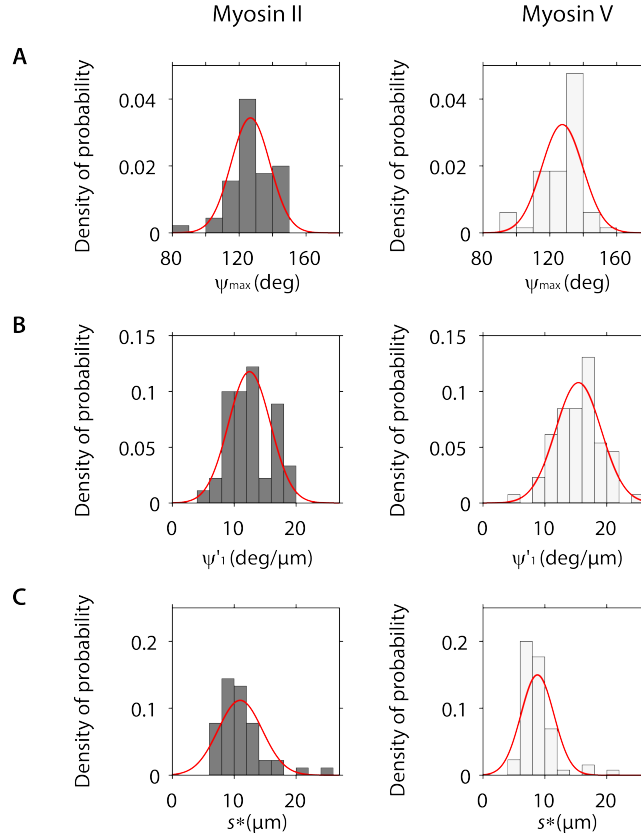 Myosin II Myosin V
A
Density of probability
0.04
0.02
0
80 120 160
ψmax (deg)
Density of probability
0.04
0.02
0
80 120 160
ψmax (deg)
B
Density of probability
0.15
0.1
0.05
0
0 10 20
ψ'1 (deg/μm)
Density of probability
0.15
0.1
0.05
0
0 10 20
ψ'1 (deg/μm)
C
Density of probability
0.2
0.1
0
0 10 20
s*(μm)
Density of probability
0.2
0.1
0
0 10 20
s*(μm)